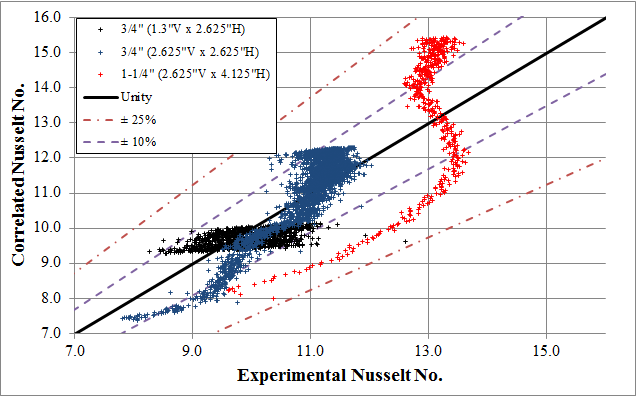 16.0
15.0
14.0
13.0
12.0
11.0
10.0
9.0
8.0
7.0
3/4" (1.3"V x 2.625"H)
3/4" (2.625"V x 2.625"H)
1-1/4" (2.625"V x 4.125"H)
Unity
± 25%
± 10%
Correlated Nusselt No.
7.0 9.0 11.0 13.0 15.0
Experimental Nusselt No.